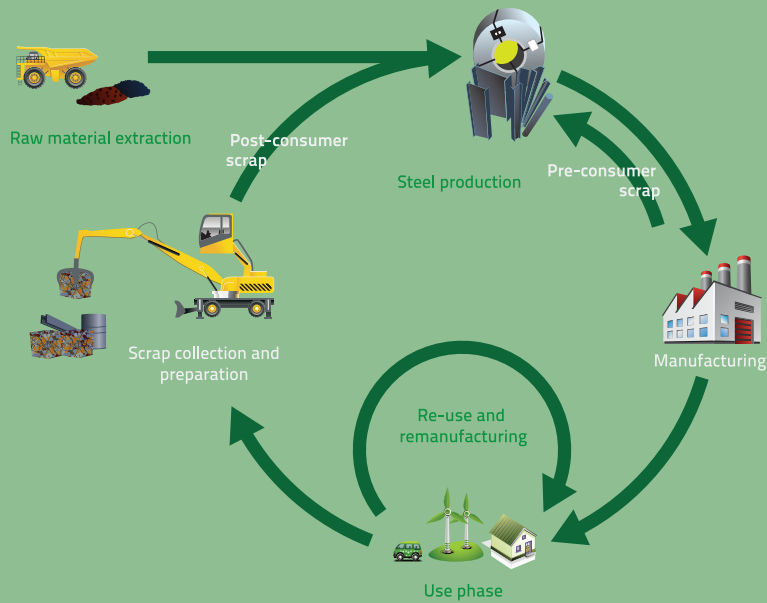 Raw material extraction
Post-consumer
scrap
Steel production
Pre-consumer
scrap
Scrap collection and
preparation
Manufacturing
Re-use and
remanufacturing
Use phase